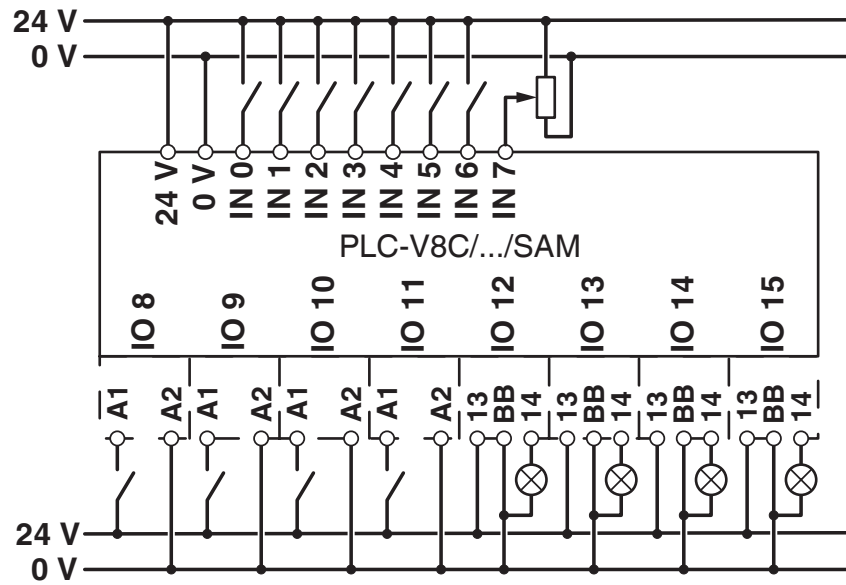 24 V
0 V
24 V 0 V IN 0 IN 1 IN 2 IN 3 IN 4 IN 5 IN 6 IN 7
PLC-V8C/.../SAM
IO 8 IO 9 IO 10 IO 11 IO 12 IO 13 IO 14 IO 15
A1 A2 A1 A2 A1 A2 A1 A2 13 BB 14 13 BB 14 13 BB 14 13 BB 14
24 V
0 V